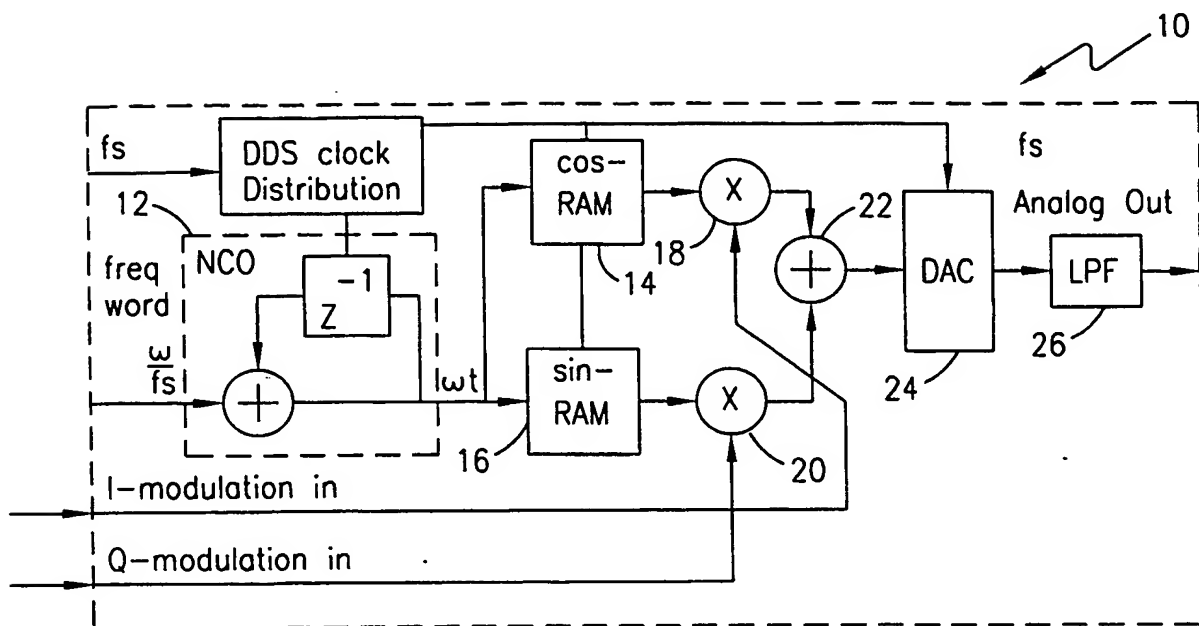 10
fs
DDS clock
Distribution
cos-
RAM
X
fs
12
18
22
Analog Out
NCO
freq
word
-1
Z
14
+
DAC
LPF
ω
fs
26
sin-
RAM
+
ωt
X
24
16
20
I-modulation in
Q-modulation in